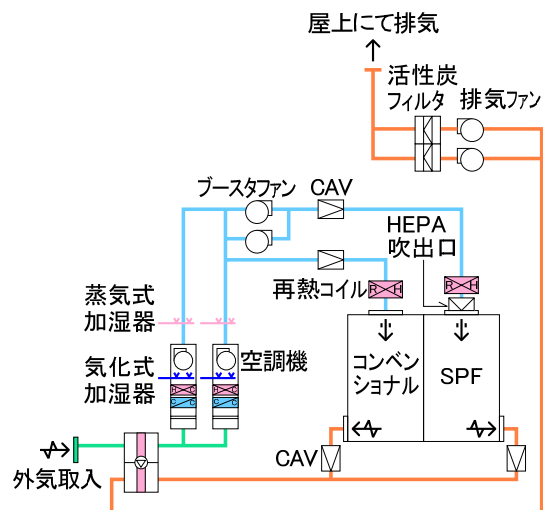 屋上にて排気
活性炭
フィルタ
排気ファン
ブースタファン
CAV
HEPA
吹出口
再熱コイル
R H
R H
蒸気式
加湿器
気化式
加湿器
空調機
コンベン
ショナル
SPF
H H
C C
H H
C C
外気取入
CAV